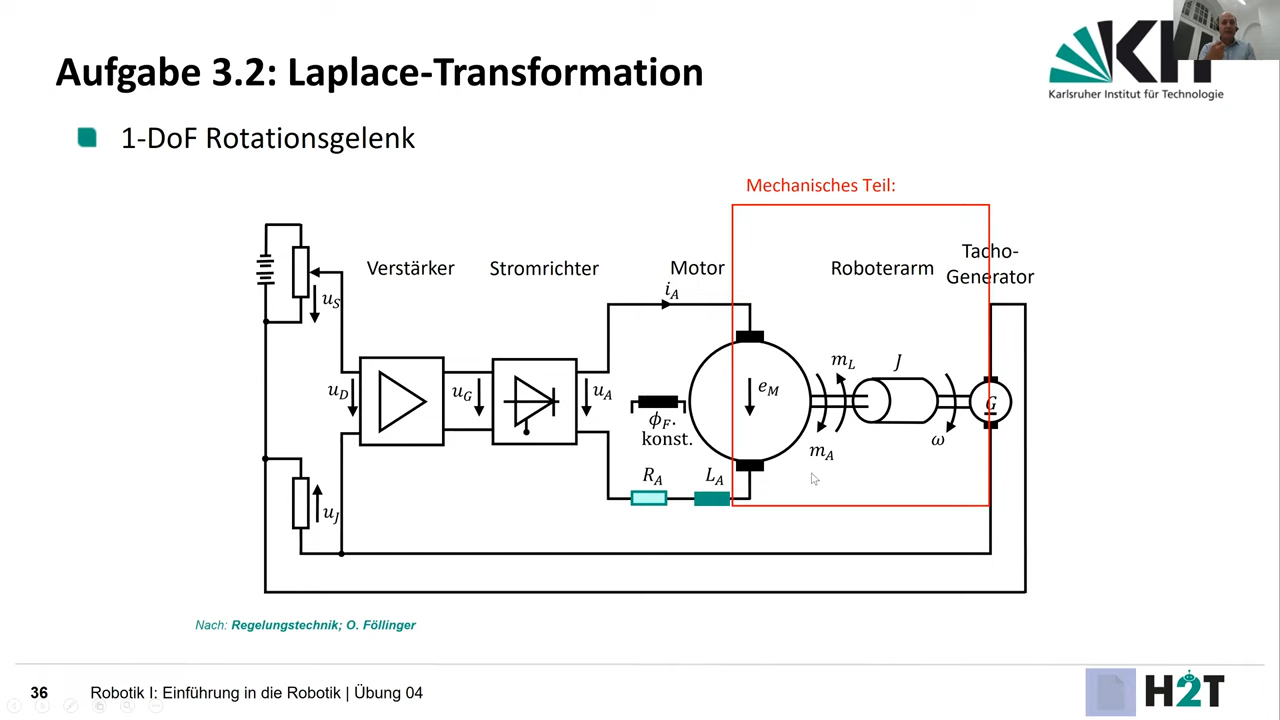 Aufgabe 3.2: Laplace-Transformation
Karlsruher Institut für Technologie
1-DoF Rotationsgelenk
Mechanisches Teil:
Verstärker
Stromrichter
Motor
Roboterarm
Tacho-
Generator
i_A
u_S
u_D
u_G
u_A
e_M
m_L
J
ϕ_F.
konst.
G
ω
m_A
R_A
L_A
u_J
Nach: Regelungstechnik; O. Föllinger
36
Robotik I: Einführung in die Robotik | Übung 04
H2T